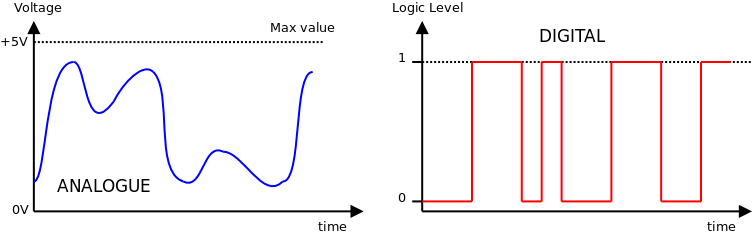 Voltage
Max value
+5V
ANALOGUE
0V
time
Logic Level
DIGITAL
1
0
time